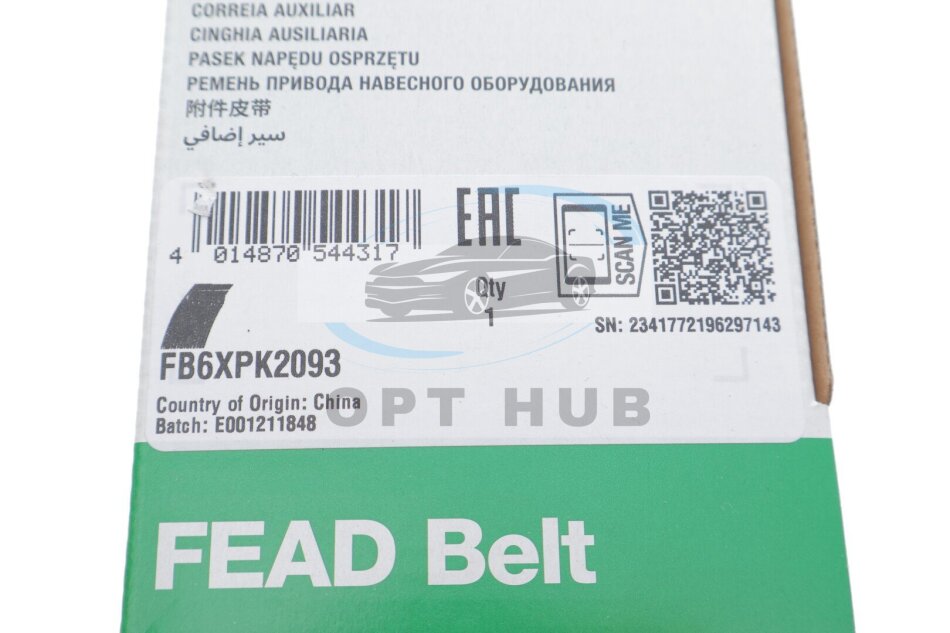 CORREIA AUXILIAR
CINGHIA AUSILIARIA
PASEK NAPĘDU OSPRZĘTU
РЕМЕНЬ ПРИВОДА НАВЕСНОГО ОБОРУДОВАНИЯ
附件皮带
سير إضافي
EAC
SCAN ME
4 014870 544317
Qty
1
SN: 2341772196297143
FB6XPK2093
Country of Origin: China
Batch: E001211848
OPT HUB
FEAD Belt